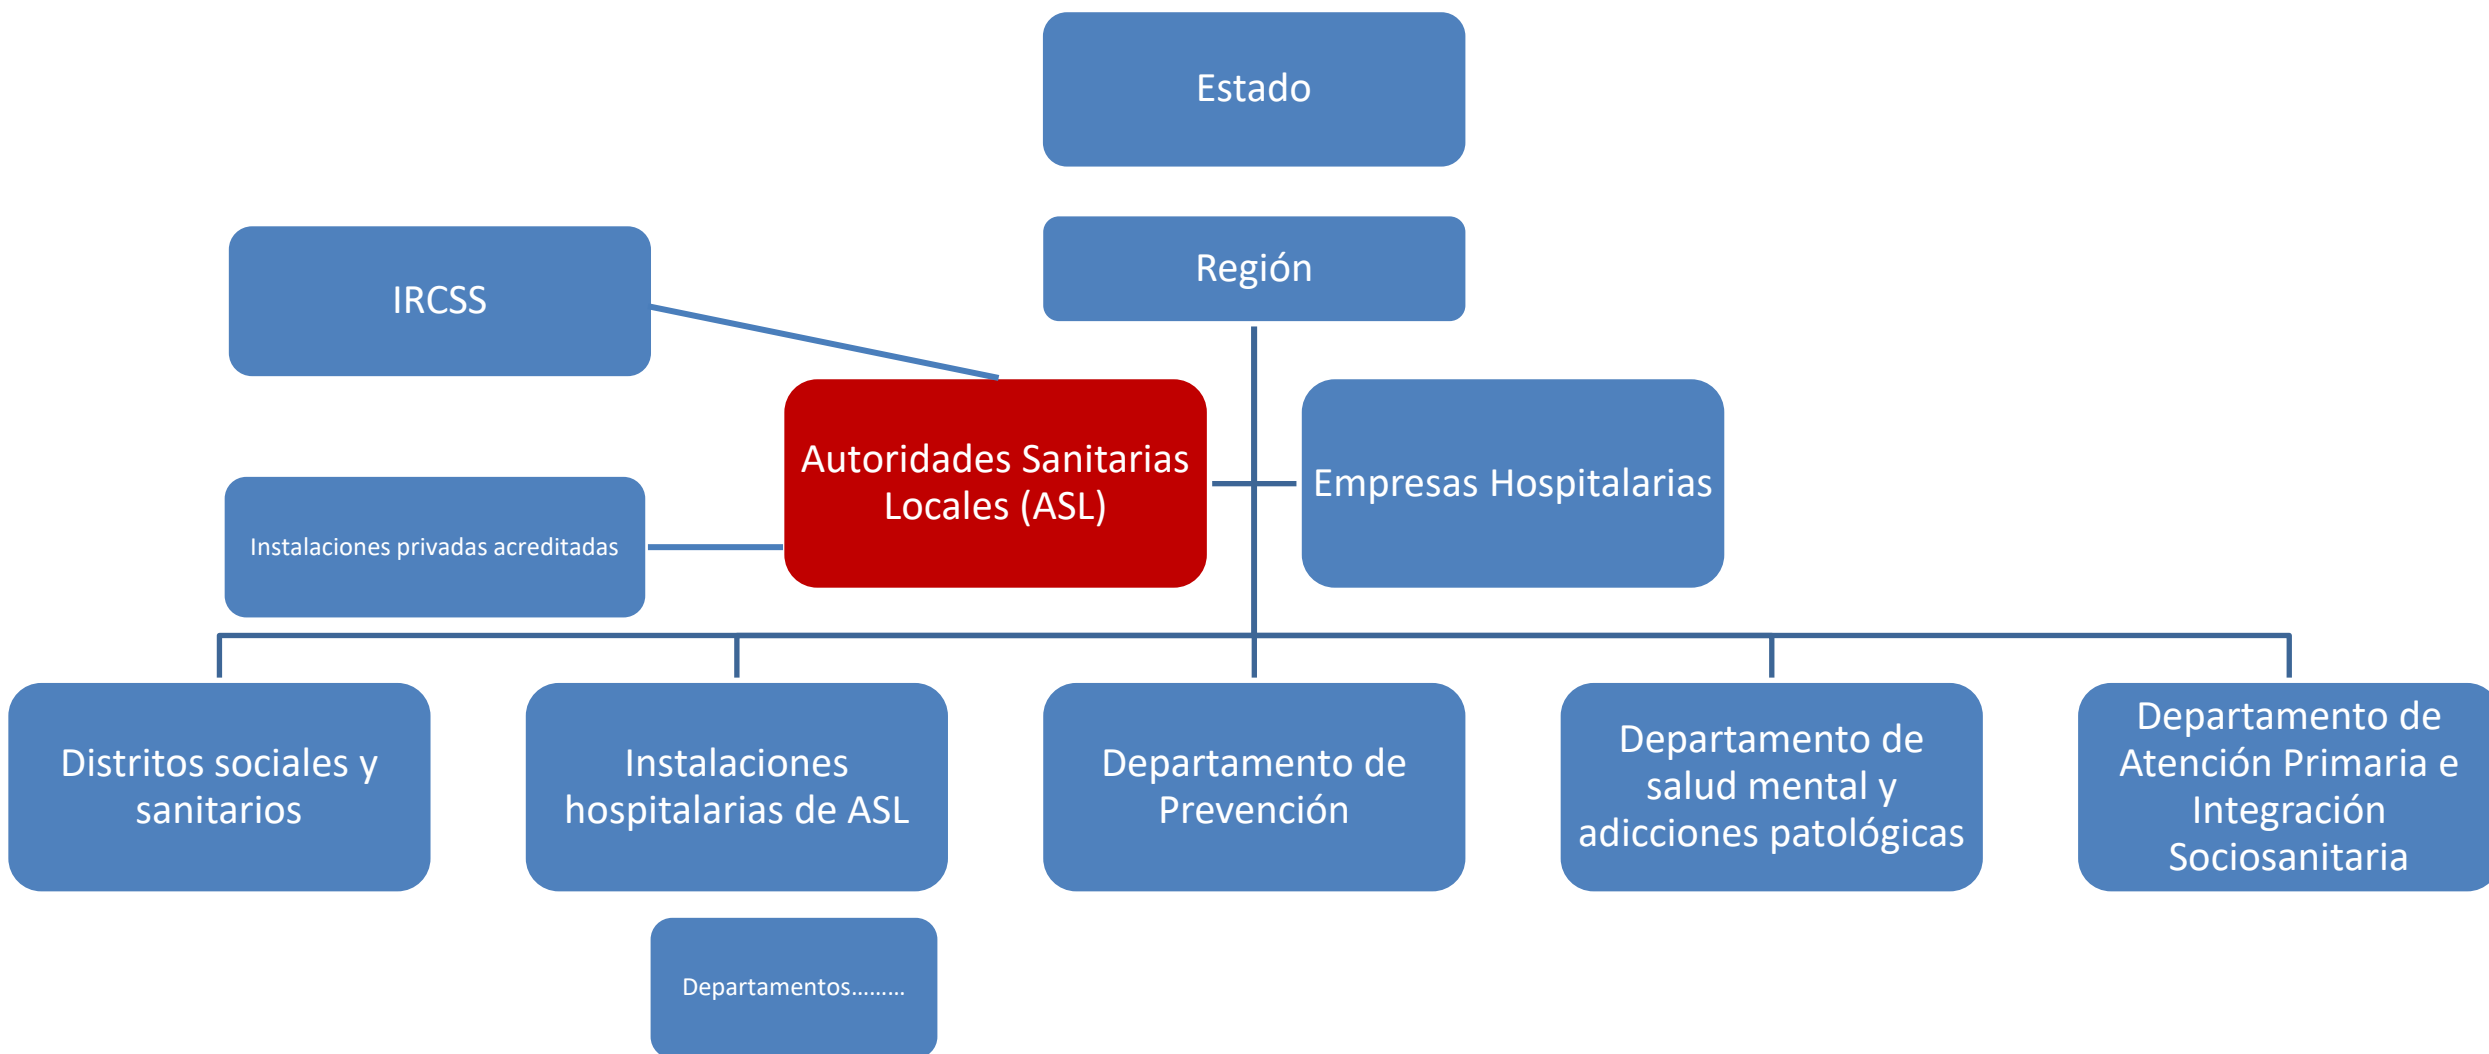 Estado
Región
IRCSS
Autoridades Sanitarias
Locales (ASL)
Empresas Hospitalarias
Instalaciones privadas acreditadas
Distritos sociales y
sanitarios
Instalaciones
hospitalarias de ASL
Departamento de
Prevención
Departamento de
salud mental y
adicciones patológicas
Departamento de
Atención Primaria e
Integración
Sociosanitaria
Departamentos.........